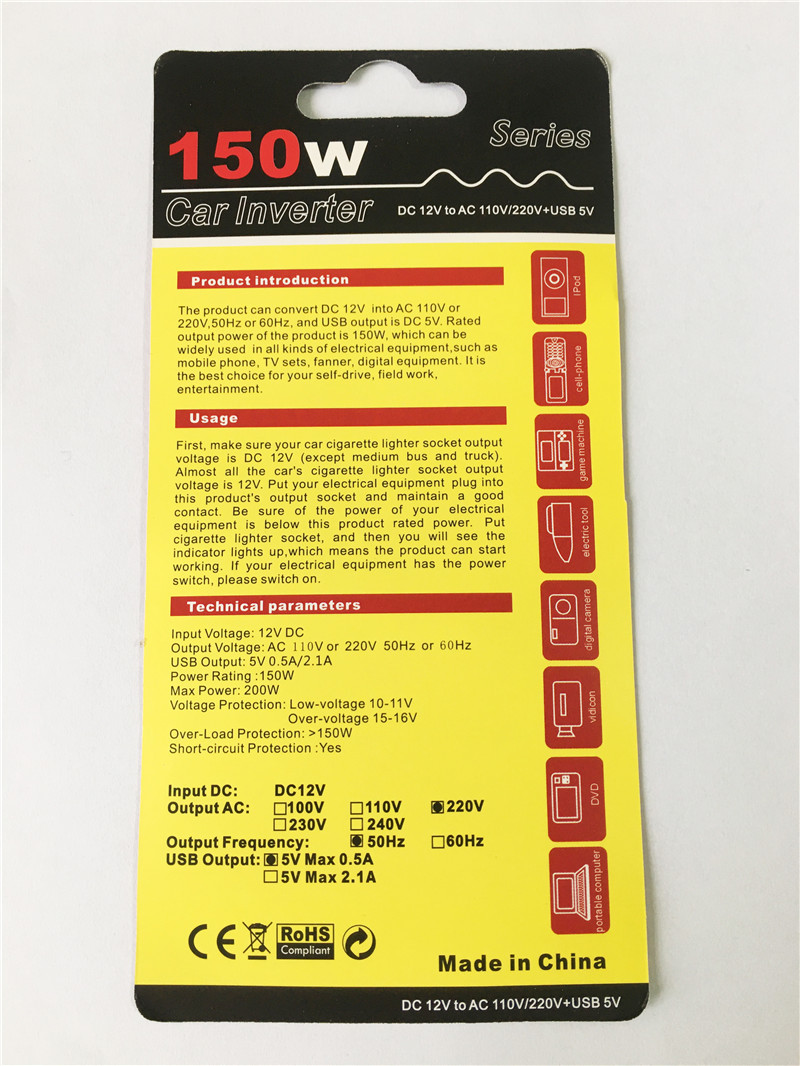 150W
Series
Car Inverter
DC 12V to AC 110V/220V+USB 5V
Product introduction
The product can convert DC 12V into AC 110V or
220V,50Hz or 60Hz, and USB output is DC 5V. Rated
output power of the product is 150W, which can be
widely used in all kinds of electrical equipment,such as
mobile phone, TV sets, fanner, digital equipment. It is
the best choice for your self-drive, field work,
entertainment.
Usage
First, make sure your car cigarette lighter socket output
voltage is DC 12V (except medium bus and truck).
Almost all the car's cigarette lighter socket output
voltage is 12V. Put your electrical equipment plug into
this product's output socket and maintain a good
contact. Be sure of the power of your electrical
equipment is below this product rated power. Put
cigarette lighter socket, and then you will see the
indicator lights up,which means the product can start
working. If your electrical equipment has the power
switch, please switch on.
Technical parameters
Input Voltage: 12V DC
Output Voltage: AC 110V or 220V 50Hz or 60Hz
USB Output: 5V 0.5A/2.1A
Power Rating :150W
Max Power: 200W
Voltage Protection: Low-voltage 10-11V
Over-voltage 15-16V
Over-Load Protection: >150W
Short-circuit Protection :Yes
Input DC: DC12V
Output AC: 100V 110V 220V
230V 240V
Output Frequency: 50Hz 60Hz
USB Output: 5V Max 0.5A
5V Max 2.1A
CE RoHS
Compliant
Made in China
DC 12V to AC 110V/220V+USB 5V
iPod
cell-phone
game machine
electric tool
digital camera
vidicon
DVD
portable computer